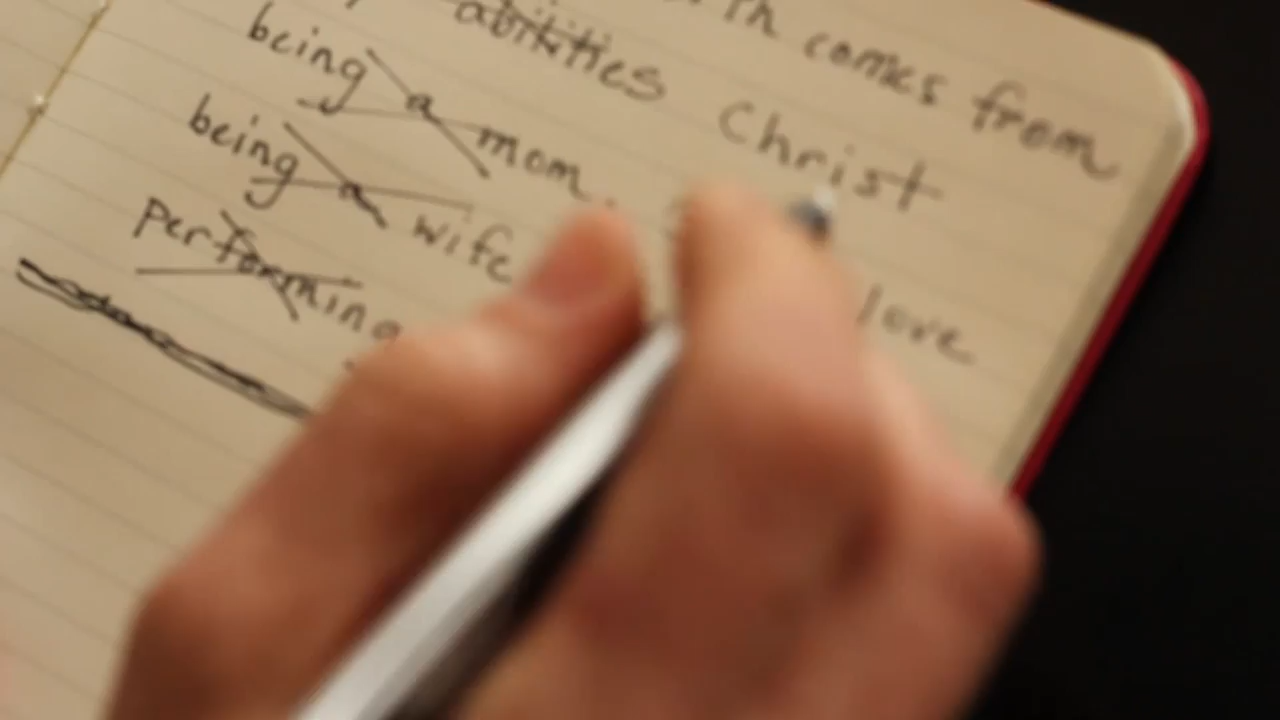 comes from
abilities Christ
being a mom.
being a wife love
performing